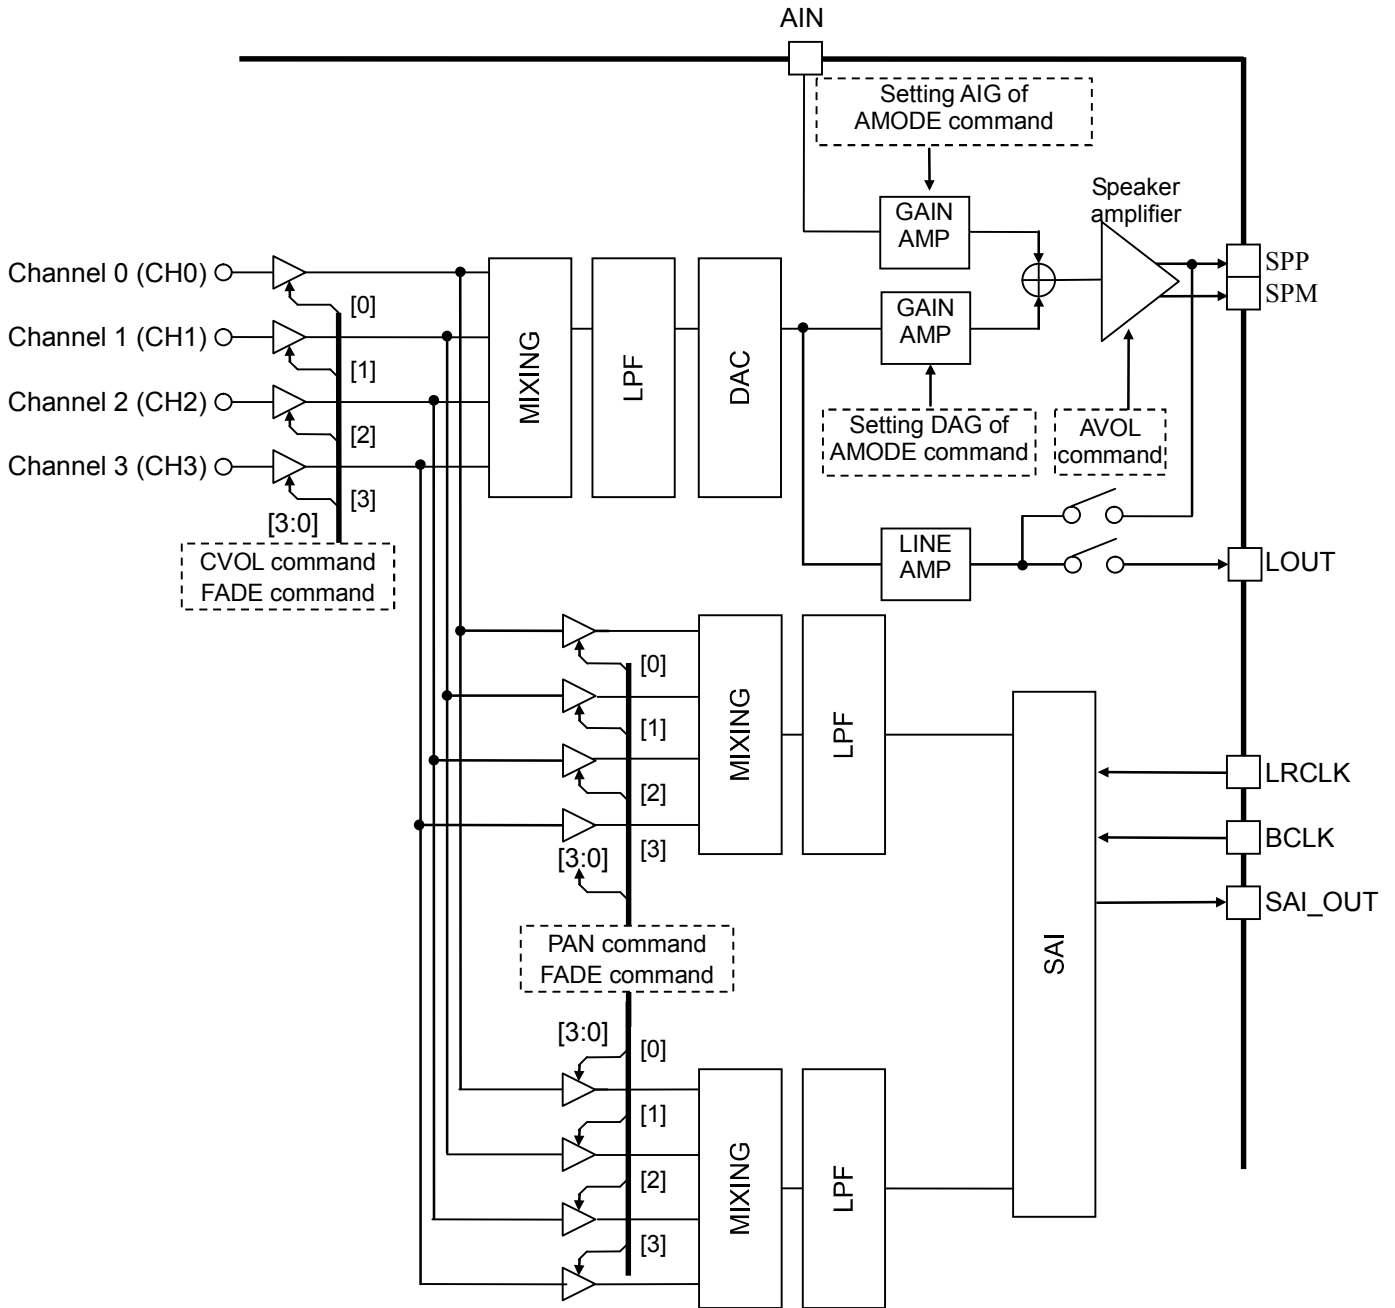 AIN
Setting AIG of
AMODE command
Speaker
amplifier
GAIN
AMP
SPP
SPM
Channel 0 (CH0)
[0]
Channel 1 (CH1)
[1]
Channel 2 (CH2)
[2]
Channel 3 (CH3)
[3]
[3:0]
CVOL command
FADE command
MIXING
LPF
DAC
GAIN
AMP
Setting DAG of
AMODE command
AVOL
command
LINE
AMP
LOUT
[0]
[1]
[2]
[3]
[3:0]
MIXING
LPF
LRCLK
BCLK
SAI_OUT
SAI
PAN command
FADE command
[3:0]
[0]
[1]
[2]
[3]
MIXING
LPF